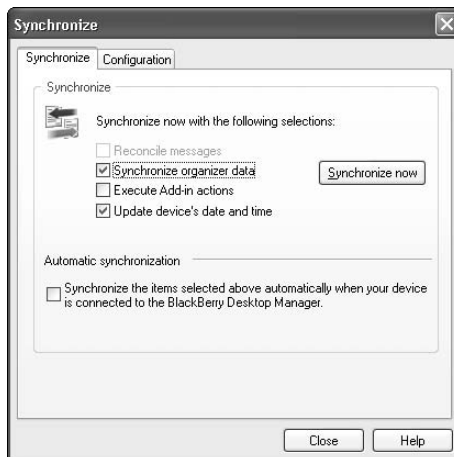 Synchronize
Synchronize Configuration
Synchronize
Synchronize now with the following selections:
Reconcile messages
Synchronize organizer data
Synchronize now
Execute Add-in actions
Update device's date and time
Automatic synchronization
Synchronize the items selected above automatically when your device
is connected to the BlackBerry Desktop Manager.
Close Help